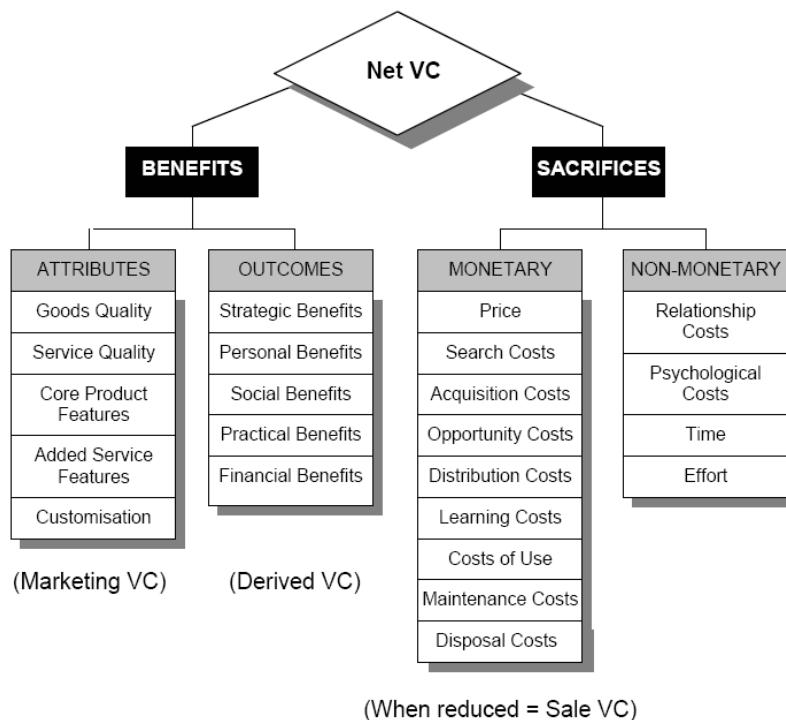 Net VC
BENEFITS
SACRIFICES
ATTRIBUTES
Goods Quality
Service Quality
Core Product
Features
Added Service
Features
Customisation
(Marketing VC)
OUTCOMES
Strategic Benefits
Personal Benefits
Social Benefits
Practical Benefits
Financial Benefits
(Derived VC)
MONETARY
Price
Search Costs
Acquisition Costs
Opportunity Costs
Distribution Costs
Learning Costs
Costs of Use
Maintenance Costs
Disposal Costs
NON-MONETARY
Relationship
Costs
Psychological
Costs
Time
Effort
(When reduced = Sale VC)